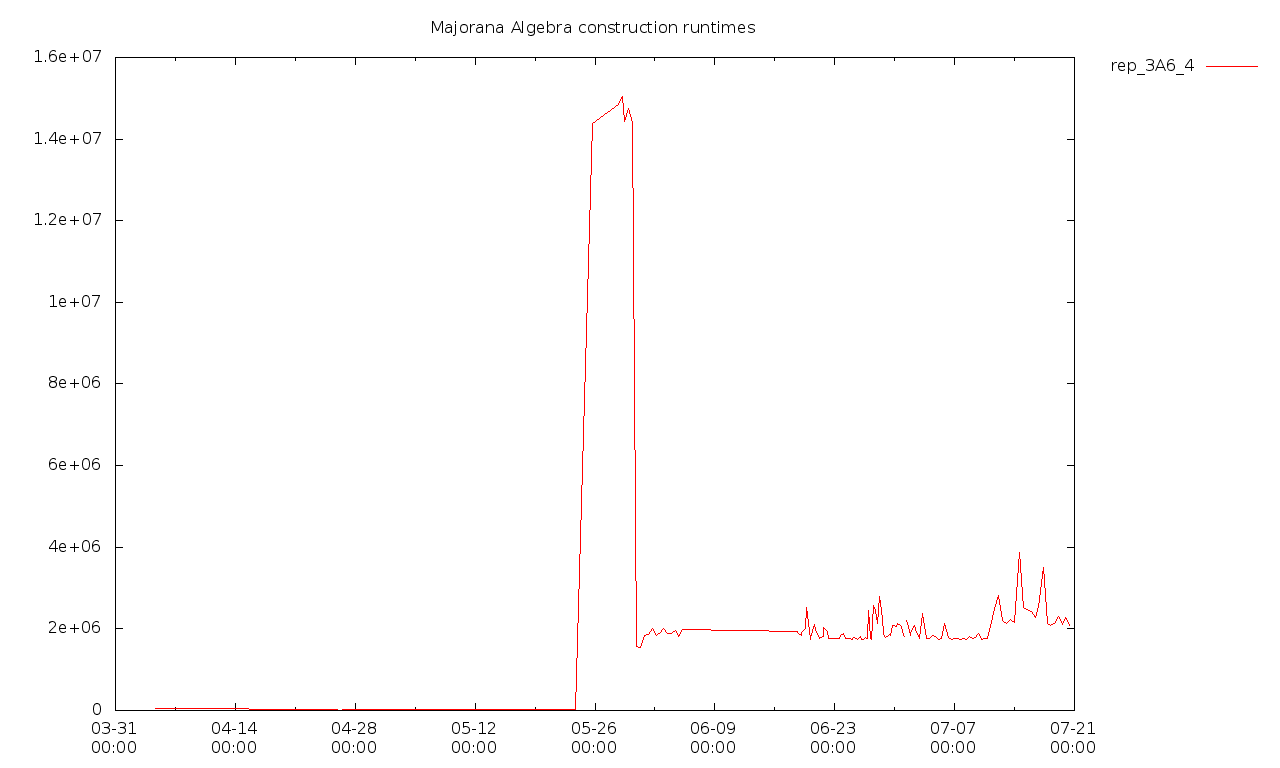 Majorana Algebra construction runtimes
rep_3A6_4
1.6e+07
1.4e+07
1.2e+07
1e+07
8e+06
6e+06
4e+06
2e+06
0
03-31 04-14 04-28 05-12 05-26 06-09 06-23 07-07 07-21
00:00 00:00 00:00 00:00 00:00 00:00 00:00 00:00 00:00